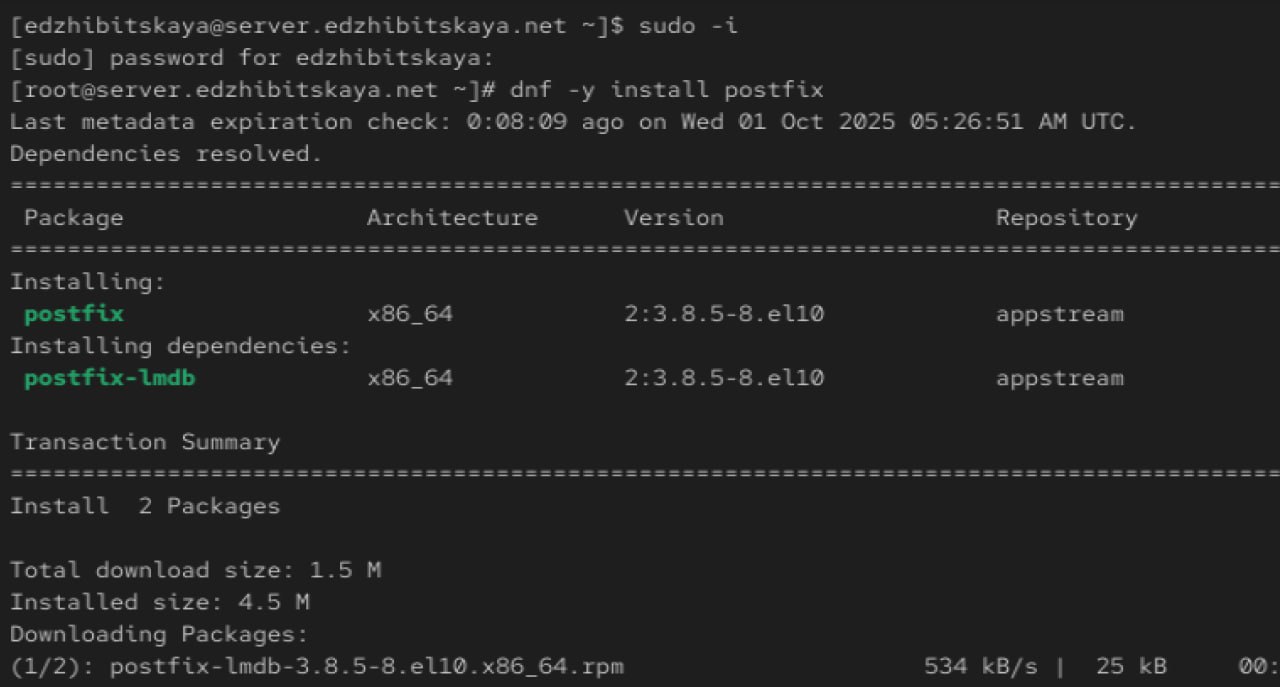 [edzhibitskaya@server.edzhibitskaya.net ~]$ sudo -i
[sudo] password for edzhibitskaya:
[root@server.edzhibitskaya.net ~]# dnf -y install postfix
Last metadata expiration check: 0:08:09 ago on Wed 01 Oct 2025 05:26:51 AM UTC.
Dependencies resolved.
================================================================================
Package Architecture Version Repository
================================================================================
Installing:
postfix x86_64 2:3.8.5-8.el10 appstream
Installing dependencies:
postfix-lmdb x86_64 2:3.8.5-8.el10 appstream
Transaction Summary
================================================================================
Install 2 Packages
Total download size: 1.5 M
Installed size: 4.5 M
Downloading Packages:
(1/2): postfix-lmdb-3.8.5-8.el10.x86_64.rpm 534 kB/s | 25 kB 00: